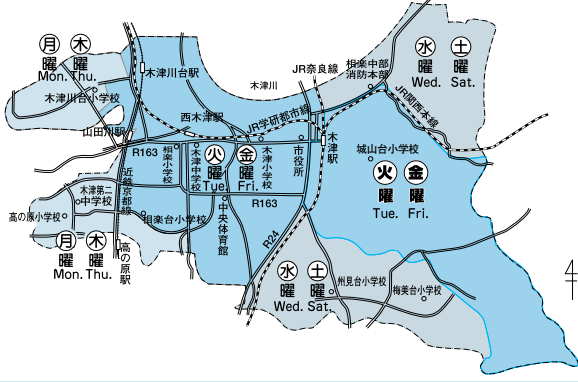 月曜
Mon.
木曜
Thu.
水曜
Wed.
土曜
Sat.
木津川台駅
木津川
JR奈良線
相楽中部
消防本部
木津川台小学校
西木津駅
JR学研都市線
JR関西本線
山田川駅
R163
相楽小学校
木津中学校
火曜
Tue.
金曜
Fri.
木津小学校
市役所
木津駅
城山台小学校
火曜
Tue.
金曜
Fri.
近鉄京都線
木津第二
中学校
高の原小学校
相楽台小学校
中央体育館
R163
R24
月曜
Mon.
木曜
Thu.
高の原駅
水曜
Wed.
土曜
Sat.
州見台小学校
梅美台小学校